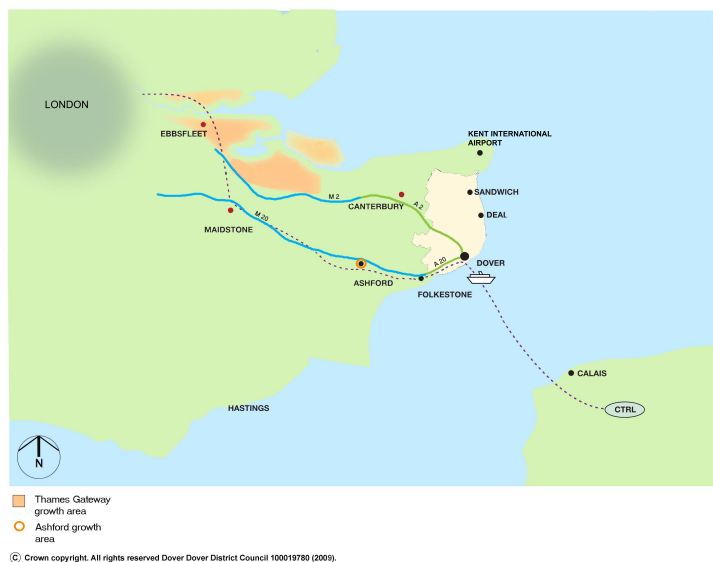 LONDON
EBBSFLEET
KENT INTERNATIONAL
AIRPORT
SANDWICH
M 2
CANTERBURY
A 2
DEAL
M 20
MAIDSTONE
A 20
DOVER
ASHFORD
FOLKESTONE
CALAIS
HASTINGS
CTRL
N
Thames Gateway
growth area
Ashford growth
area
© Crown copyright. All rights reserved Dover Dover District Council 100019780 (2009).